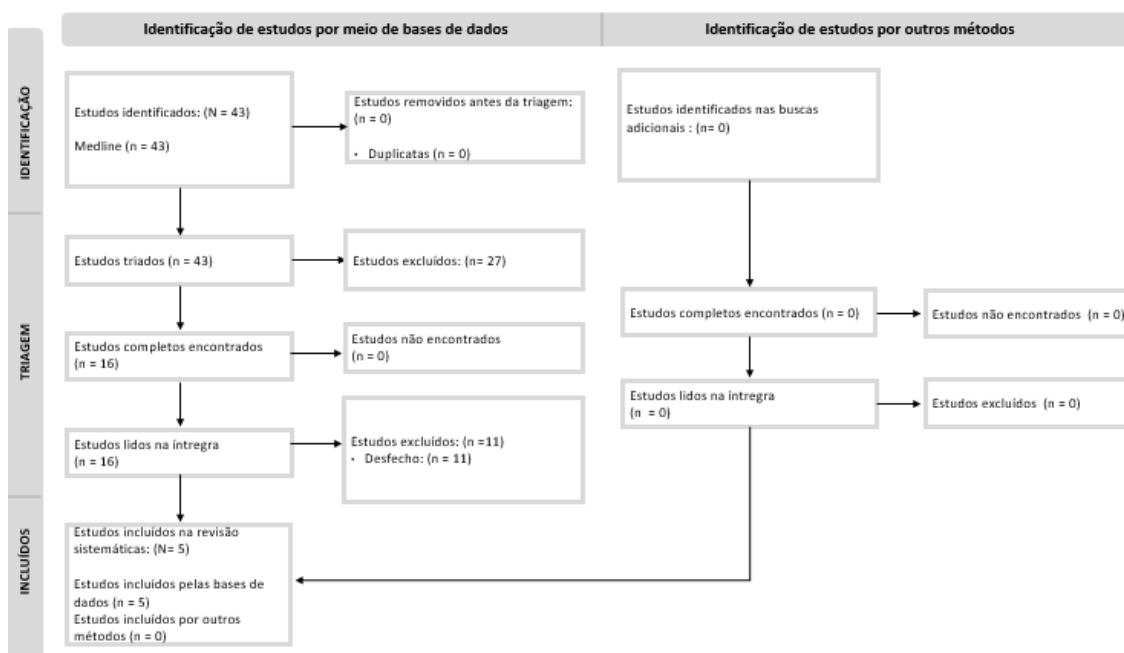 Identificação de estudos por meio de bases de dados
Identificação de estudos por outros métodos
IDENTIFICAÇÃO
Estudos identificados: (N = 43)
Medline (n = 43)
Estudos removidos antes da triagem:
(n = 0)
• Duplicatas (n = 0)
Estudos identificados nas buscas
adicionais : (n= 0)
TRIAGEM
Estudos triados (n = 43)
Estudos excluídos: (n= 27)
Estudos completos encontrados
(n = 16)
Estudos não encontrados
(n = 0)
Estudos completos encontrados (n = 0)
Estudos não encontrados (n = 0)
Estudos lidos na íntregra
(n = 16)
Estudos excluídos: (n =11)
• Desfecho: (n = 11)
Estudos lidos na íntregra
(n = 0)
Estudos excluídos (n = 0)
INCLUÍDOS
Estudos incluídos na revisão
sistemáticas: (N= 5)
Estudos incluídos pelas bases de
dados (n = 5)
Estudos incluídos por outros
métodos (n = 0)